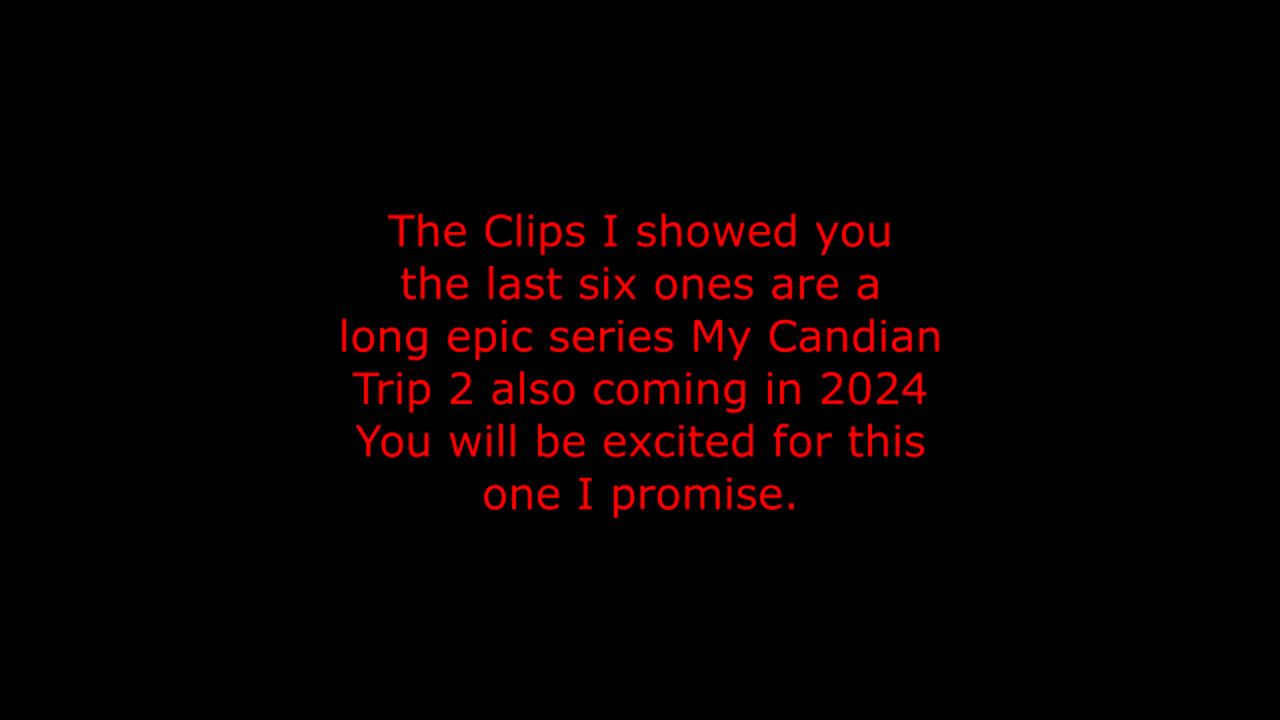 The Clips I showed you
the last six ones are a
long epic series My Candian
Trip 2 also coming in 2024
You will be excited for this
one I promise.